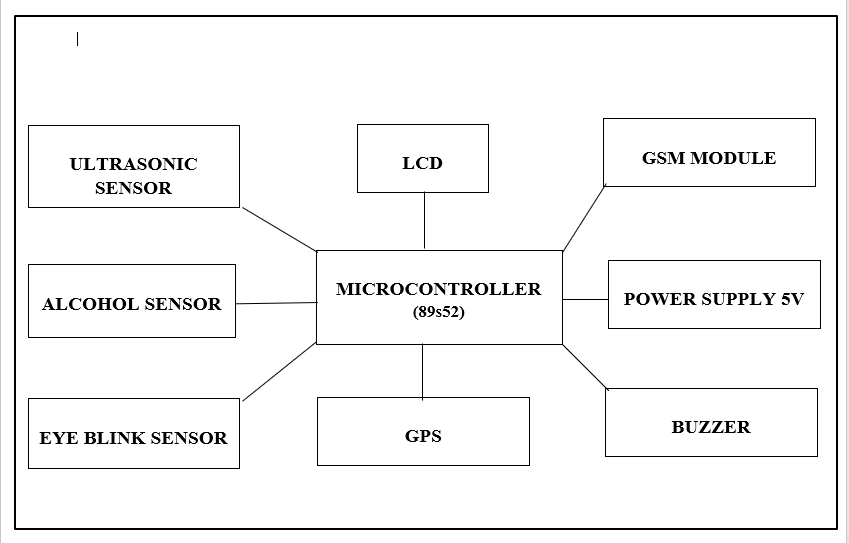 ULTRASONIC
SENSOR
LCD
GSM MODULE
ALCOHOL SENSOR
MICROCONTROLLER
(89s52)
POWER SUPPLY 5V
EYE BLINK SENSOR
GPS
BUZZER